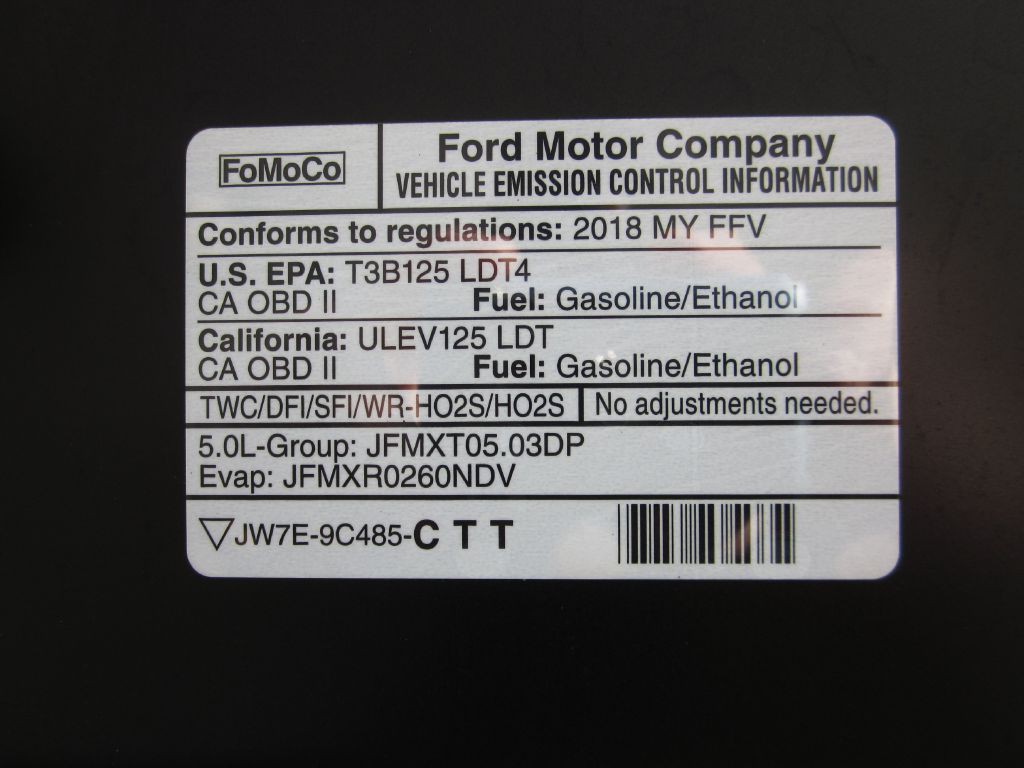 FoMoCo
Ford Motor Company
VEHICLE EMISSION CONTROL INFORMATION
Conforms to regulations: 2018 MY FFV
U.S. EPA: T3B125 LDT4
CA OBD II Fuel: Gasoline/Ethanol
California: ULEV125 LDT
CA OBD II Fuel: Gasoline/Ethanol
TWC/DFI/SFI/WR-HO2S/HO2S No adjustments needed.
5.0L-Group: JFMXT05.03DP
Evap: JFMXR0260NDV
JW7E-9C485-C T T